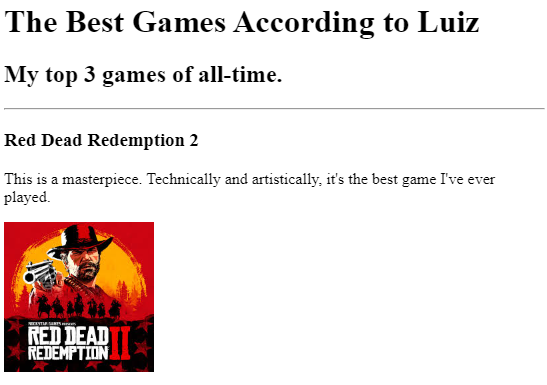 The Best Games According to Luiz
My top 3 games of all-time.
Red Dead Redemption 2
This is a masterpiece. Technically and artistically, it's the best game I've ever
played.
ROCKSTAR GAMES PRESENTS
RED DEAD
REDEMPTION II